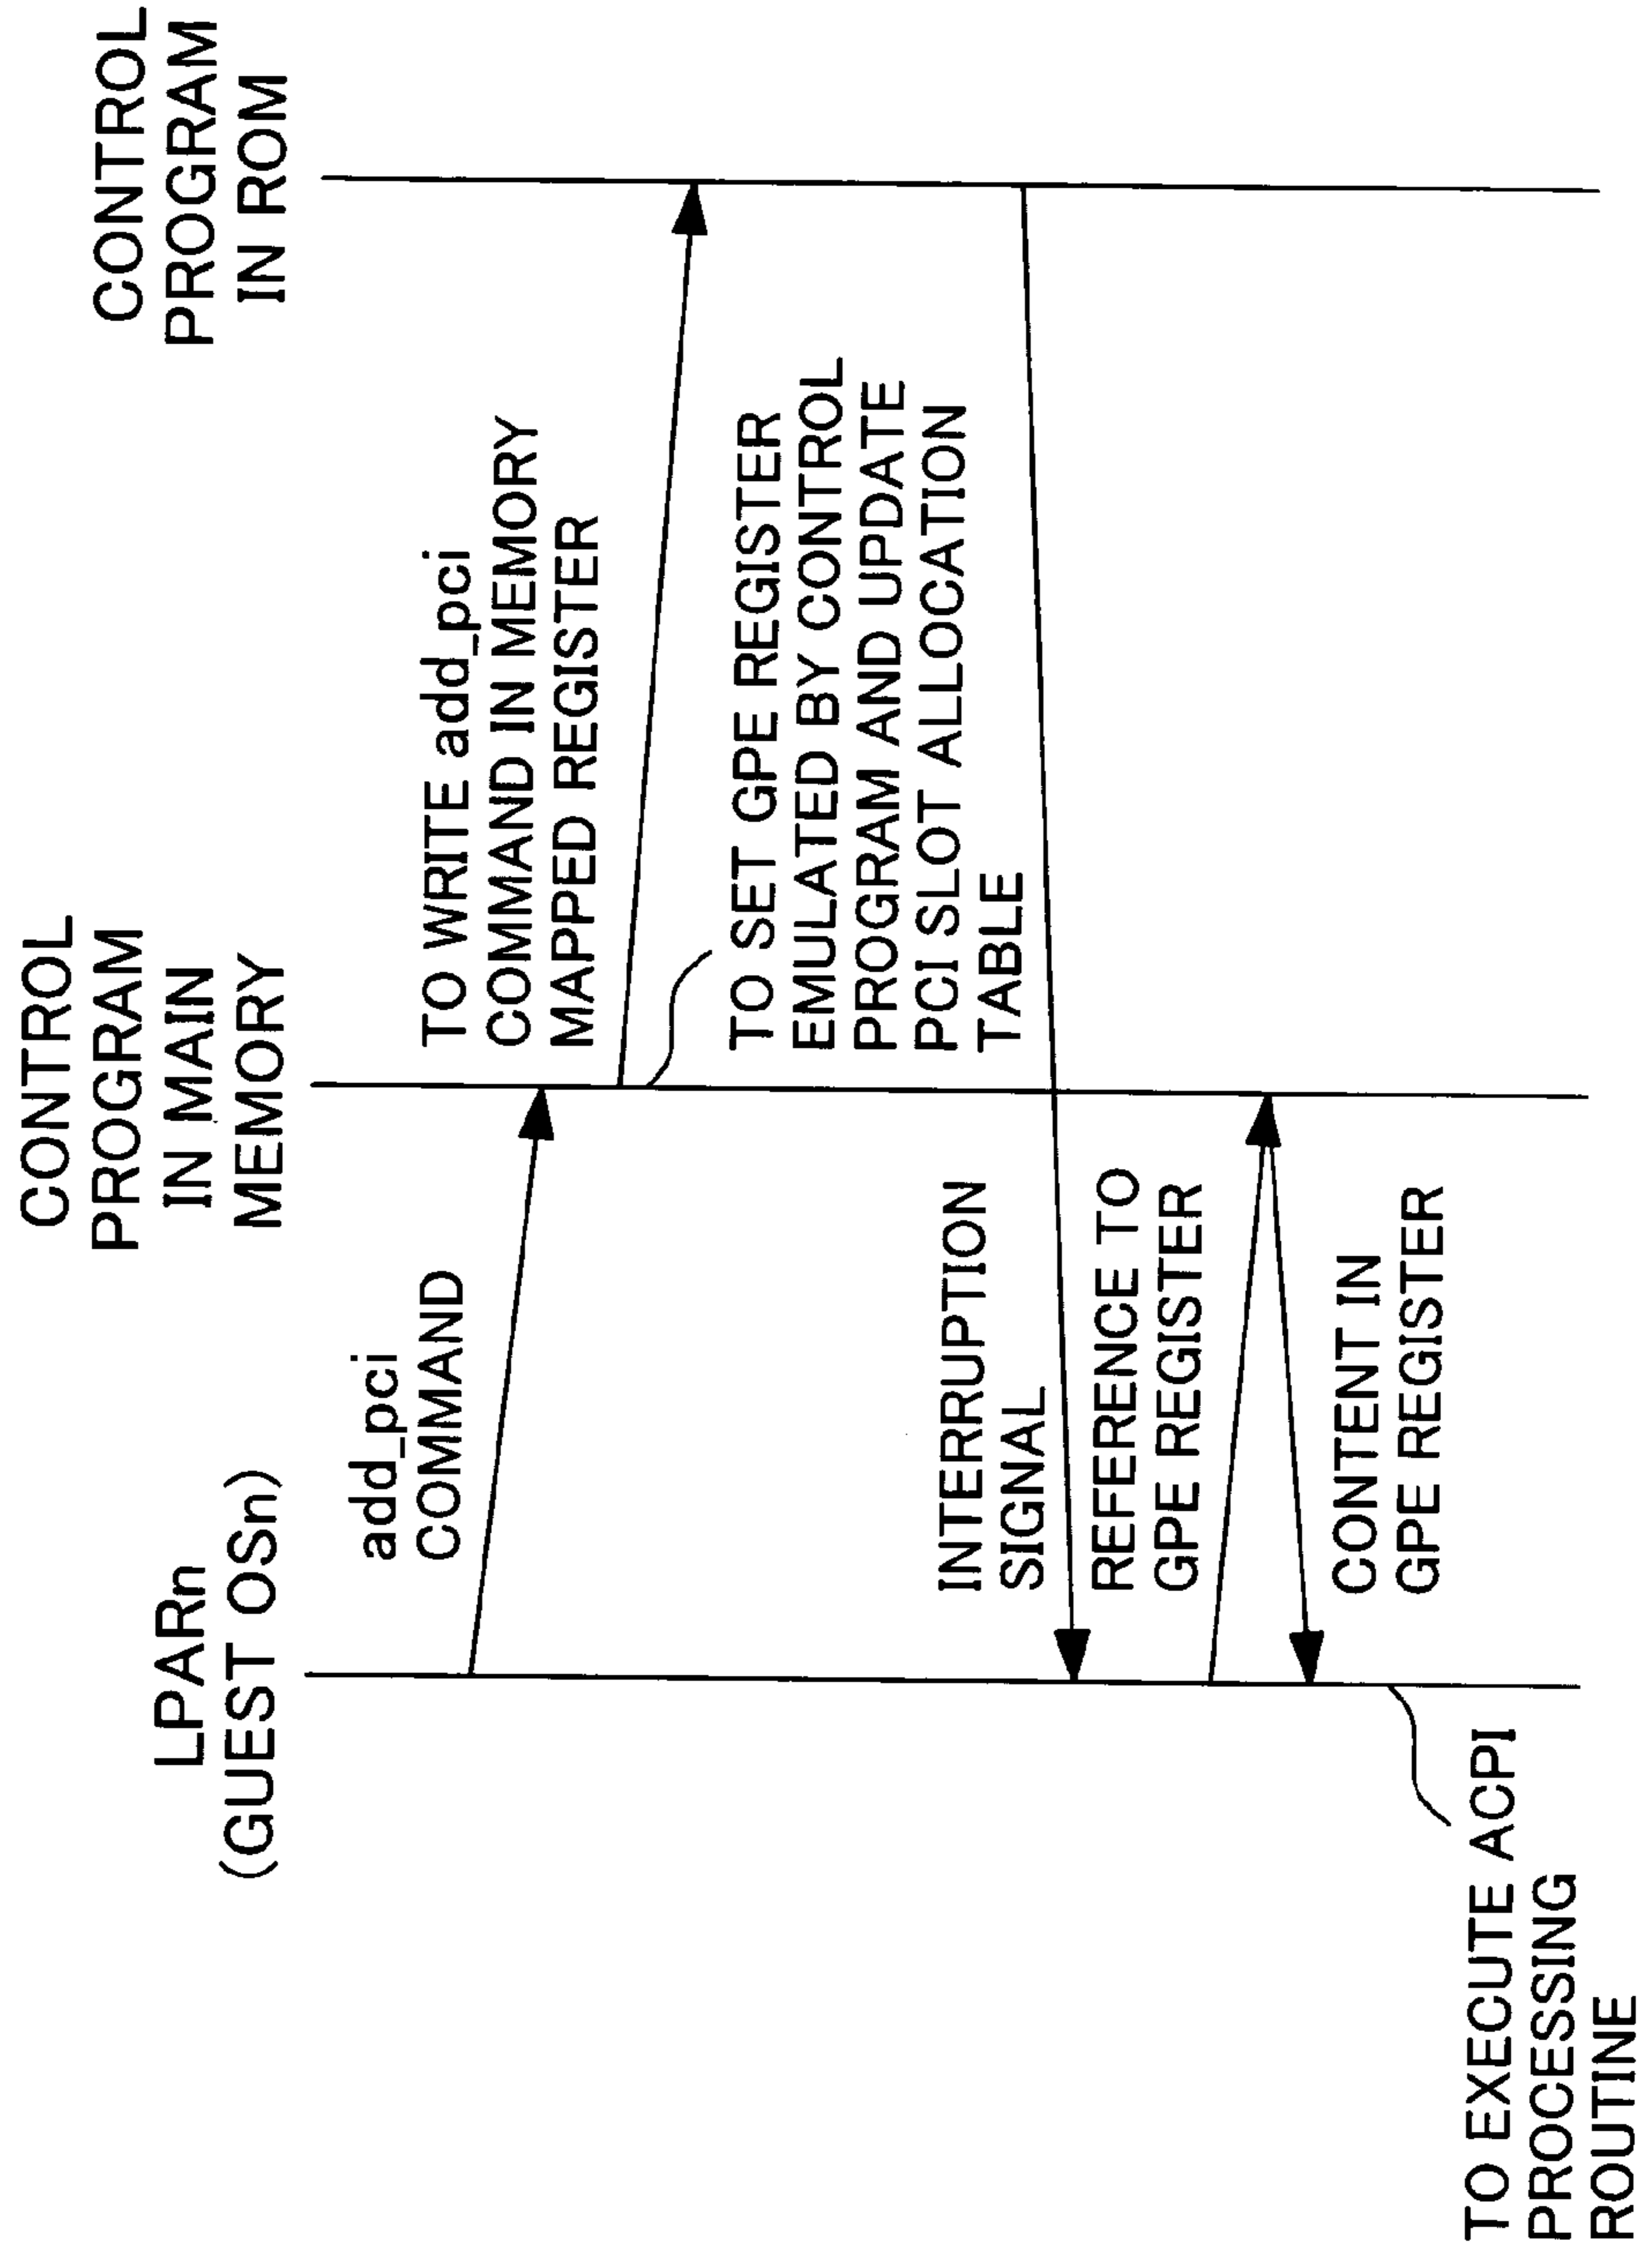 LPARn
(GUEST OSn)
CONTROL
PROGRAM
IN MAIN
MEMORY
CONTROL
PROGRAM
IN ROM
add_pci
COMMAND
TO WRITE add_pci
COMMAND IN MEMORY
MAPPED REGISTER
TO SET GPE REGISTER
EMULATED BY CONTROL
PROGRAM AND UPDATE
PCI SLOT ALLOCATION
TABLE
INTERRUPTION
SIGNAL
REFERENCE TO
GPE REGISTER
CONTENT IN
GPE REGISTER
TO EXECUTE ACPI
PROCESSING
ROUTINE